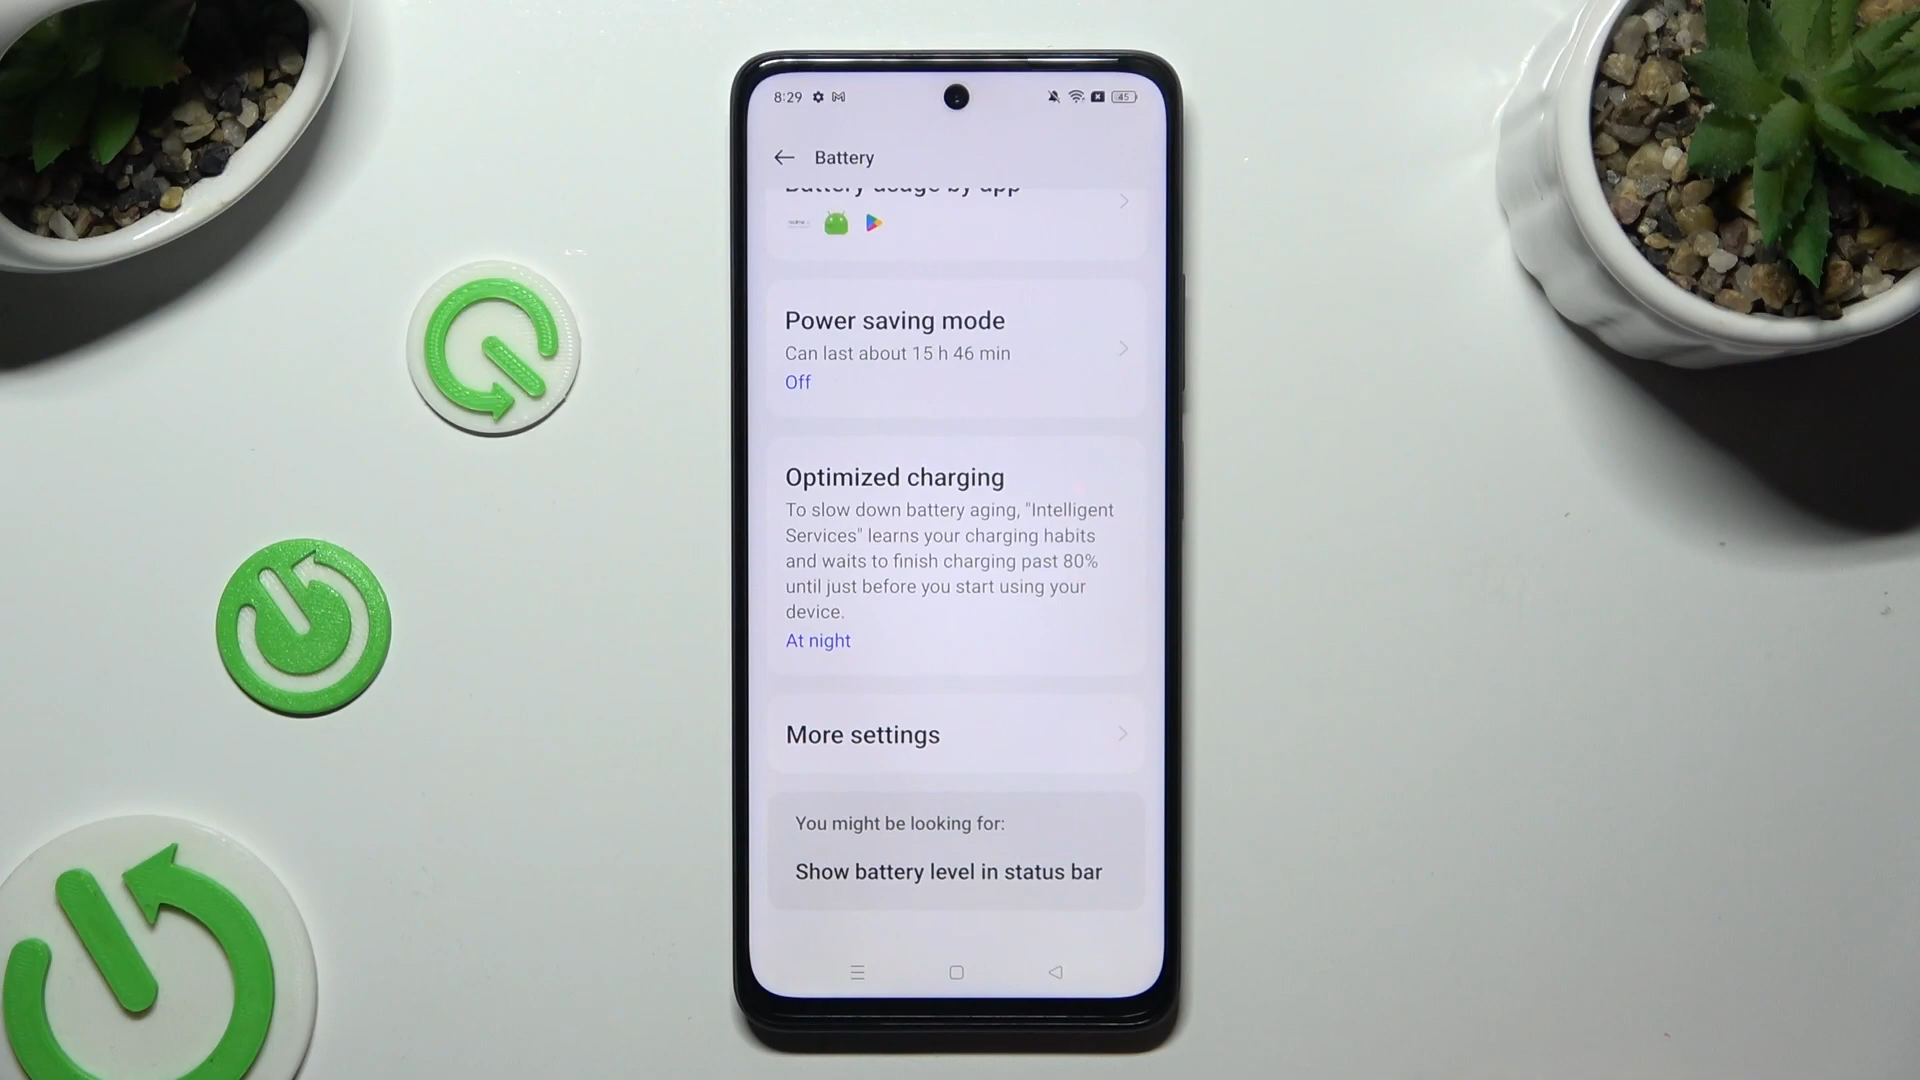 8:29 45
Battery
Battery usage by app
Power saving mode
Can last about 15 h 46 min
Off
Optimized charging
To slow down battery aging, "Intelligent
Services" learns your charging habits
and waits to finish charging past 80%
until just before you start using your
device.
At night
More settings
You might be looking for:
Show battery level in status bar